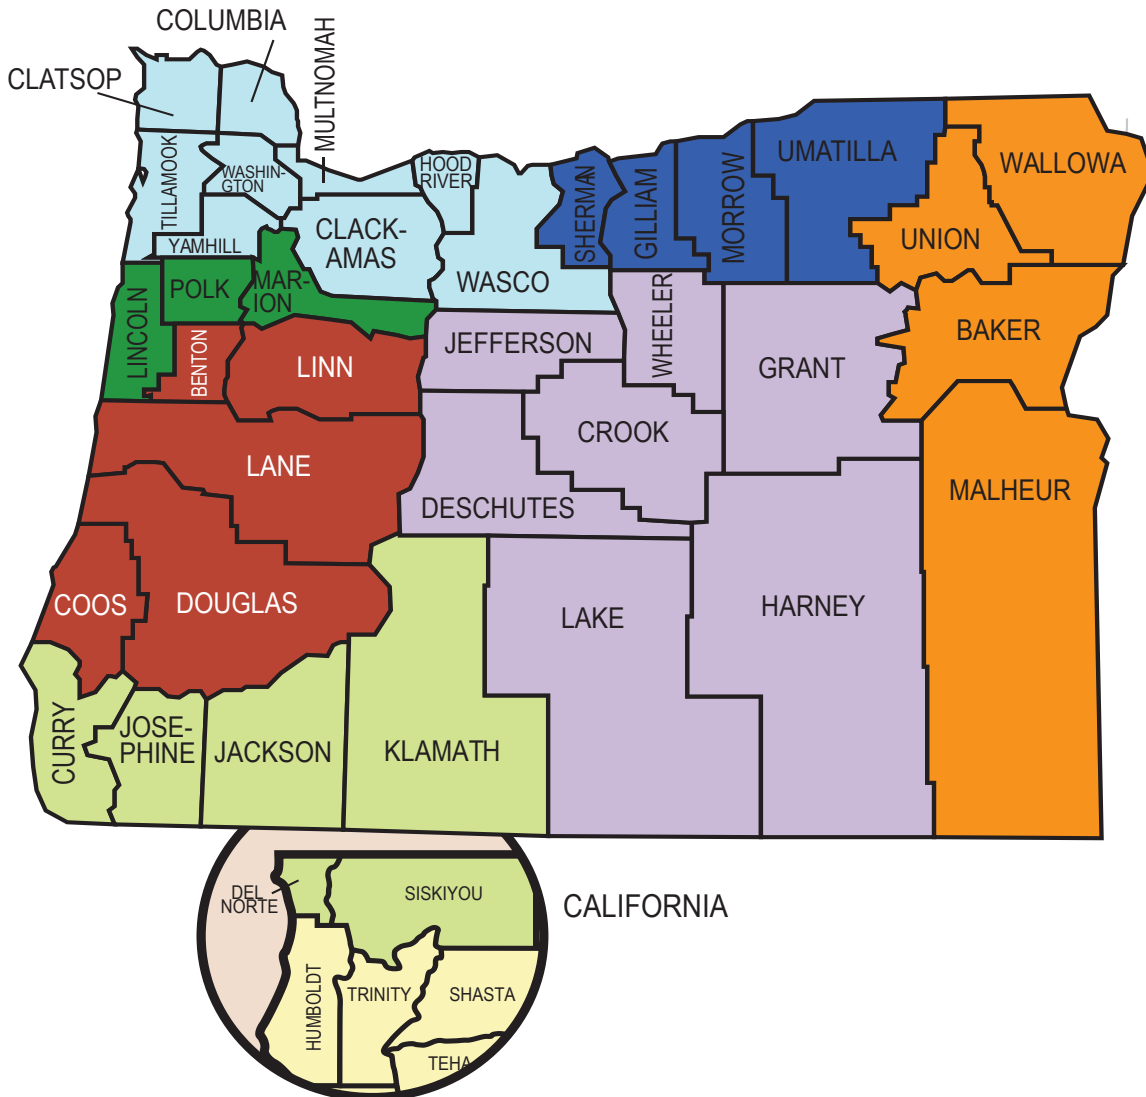 COLUMBIA
CLATSOP
MULTNOMAH
TILLAMOOK
WASHIN-
GTON
HOOD
RIVER
YAMHILL
CLACK-
AMAS
WASCO
SHERMAN
GILLIAM
MORROW
UMATILLA
WALLOWA
UNION
LINCOLN
POLK
MAR-
ION
BENTON
LINN
JEFFERSON
WHEELER
GRANT
BAKER
LANE
CROOK
DESCHUTES
MALHEUR
COOS
DOUGLAS
LAKE
HARNEY
CURRY
JOSE-
PHINE
JACKSON
KLAMATH
DEL
NORTE
SISKIYOU
CALIFORNIA
HUMBOLDT
TRINITY
SHASTA
TEHA